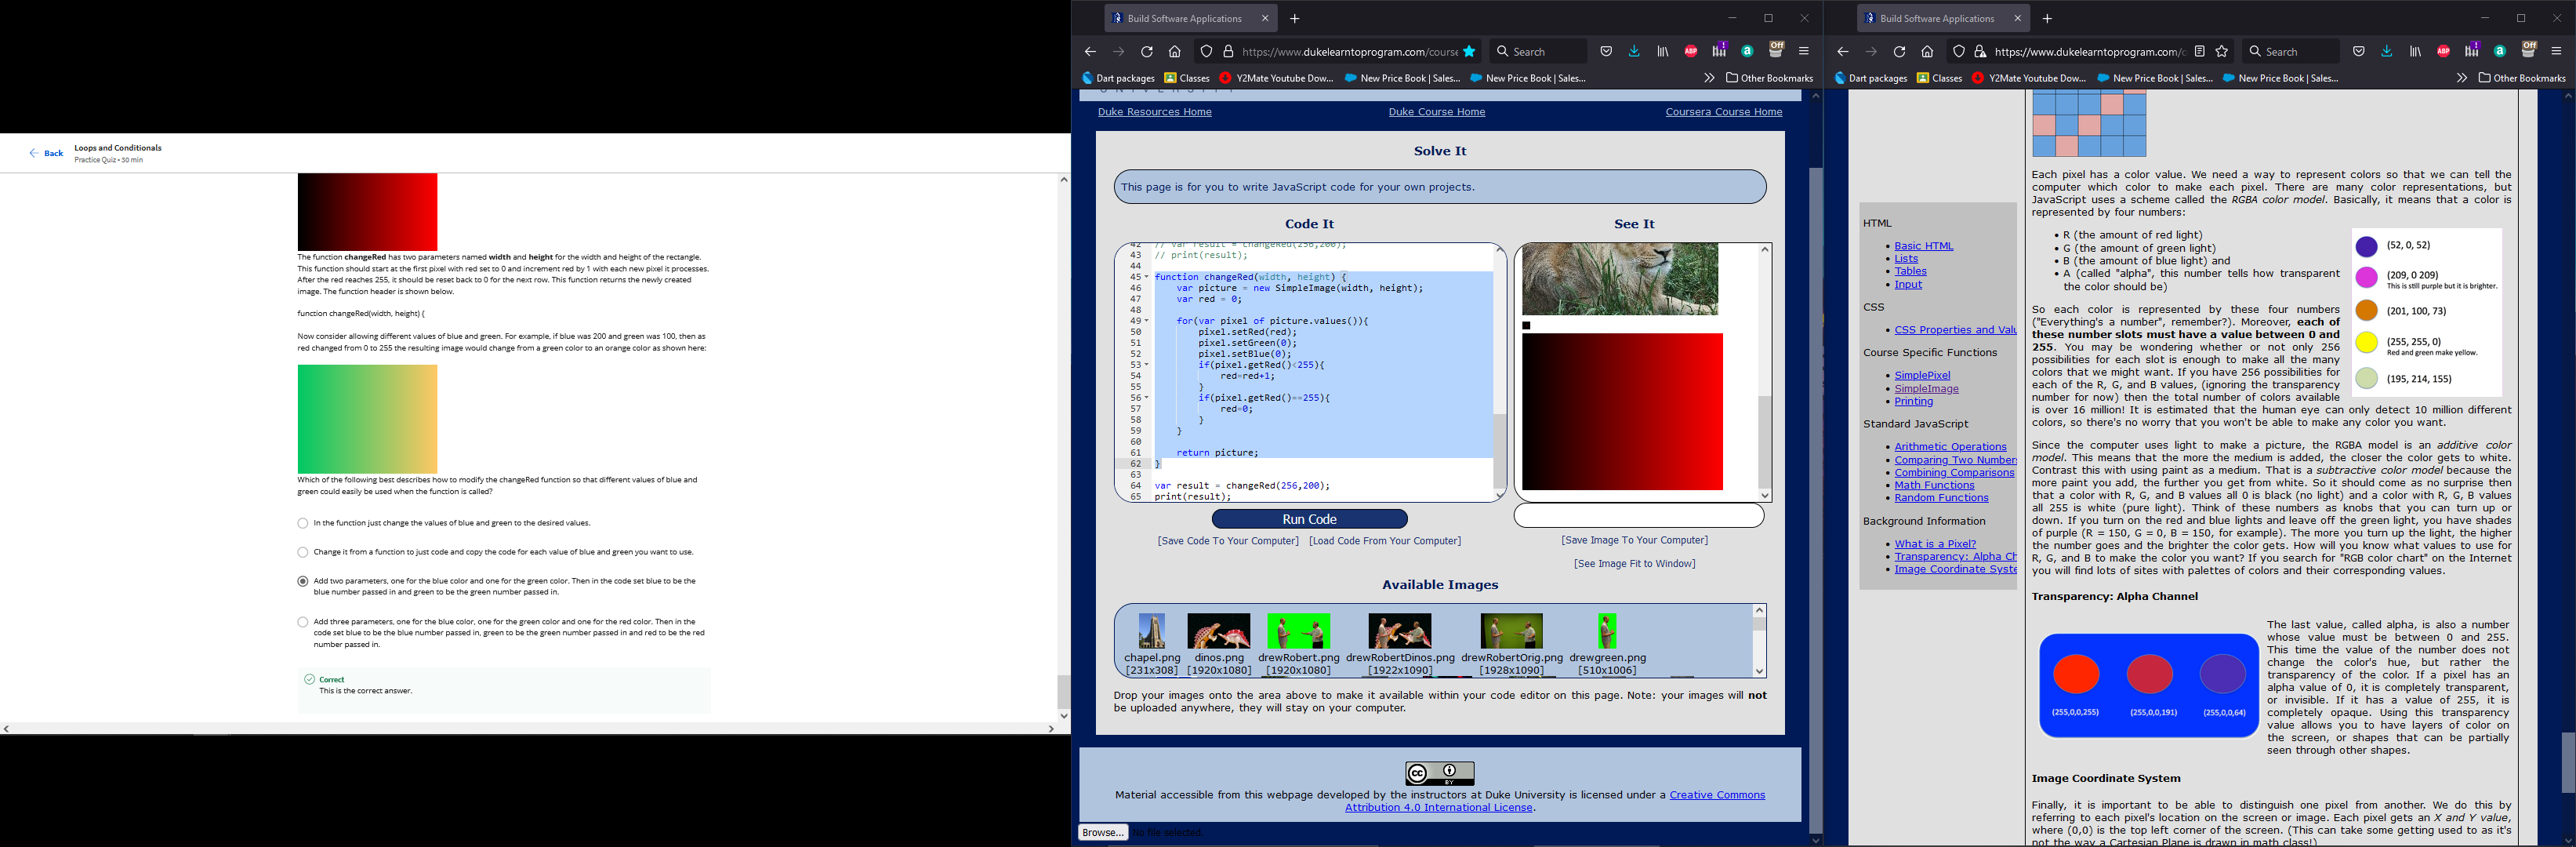 Back
Loops and Conditionals
Practice Quiz • 30 min
The function changeRed has two parameters named width and height for the width and height of the rectangle.
This function should start at the first pixel with red set to 0 and increment red by 1 with each new pixel it processes.
After the red reaches 255, it should be reset back to 0 for the next row. This function returns the newly created
image. The function header is shown below.
function changeRed(width, height) {
Now consider allowing different values of blue and green. For example, if blue was 200 and green was 100, then as
red changed from 0 to 255 the resulting image would change from a green color to an orange color as shown here:
Which of the following best describes how to modify the changeRed function so that different values of blue and
green could easily be used when the function is called?
In the function just change the values of blue and green to the desired values.
Change it from a function to just code and copy the code for each value of blue and green you want to use.
Add two parameters, one for the blue color and one for the green color. Then in the code set blue to be the
blue number passed in and green to be the green number passed in.
Add three parameters, one for the blue color, one for the green color and one for the red color. Then in the
code set blue to be the blue number passed in, green to be the green number passed in and red to be the red
number passed in.
Correct
This is the correct answer.
Build Software Applications
https://www.dukelearntoprogram.com/course
Search
ABP
1
a
Off
Dart packages
Classes
Y2Mate Youtube Dow...
New Price Book | Sales...
New Price Book | Sales...
Other Bookmarks
UNIVERSITY
Duke Resources Home
Duke Course Home
Coursera Course Home
Solve It
This page is for you to write JavaScript code for your own projects.
Code It
See It
42 // var result = changeRed(256,200);
43 // print(result);
44
45 function changeRed(width, height) {
46 var picture = new SimpleImage(width, height);
47 var red = 0;
48
49 for(var pixel of picture.values()){
50 pixel.setRed(red);
51 pixel.setGreen(0);
52 pixel.setBlue(0);
53 if(pixel.getRed()<255){
54 red=red+1;
55 }
56 if(pixel.getRed()==255){
57 red=0;
58 }
59 }
60
61 return picture;
62 }
63
64 var result = changeRed(256,200);
65 print(result);
Run Code
[Save Code To Your Computer] [Load Code From Your Computer]
[Save Image To Your Computer]
[See Image Fit to Window]
Available Images
chapel.png dinos.png drewRobert.png drewRobertDinos.png drewRobertOrig.png drewgreen.png
[231x308] [1920x1080] [1920x1080] [1922x1090] [1928x1090] [510x1006]
Drop your images onto the area above to make it available within your code editor on this page. Note: your images will not
be uploaded anywhere, they will stay on your computer.
cc
BY
Material accessible from this webpage developed by the instructors at Duke University is licensed under a Creative Commons
Attribution 4.0 International License.
Browse... No file selected.
Build Software Applications
https://www.dukelearntoprogram.com/c
Search
ABP
1
a
Off
Dart packages
Classes
Y2Mate Youtube Dow...
New Price Book | Sales...
New Price Book | Sales...
Other Bookmarks
HTML
Basic HTML
Lists
Tables
Input
CSS
CSS Properties and Valu
Course Specific Functions
SimplePixel
SimpleImage
Printing
Standard JavaScript
Arithmetic Operations
Comparing Two Numbers
Combining Comparisons
Math Functions
Random Functions
Background Information
What is a Pixel?
Transparency: Alpha Ch
Image Coordinate Syste
Each pixel has a color value. We need a way to represent colors so that we can tell the
computer which color to make each pixel. There are many color representations, but
JavaScript uses a scheme called the RGBA color model. Basically, it means that a color is
represented by four numbers:
R (the amount of red light)
G (the amount of green light)
B (the amount of blue light) and
A (called "alpha", this number tells how transparent
the color should be)
(52, 0, 52)
(209, 0 209)
This is still purple but it is brighter.
(201, 100, 73)
(255, 255, 0)
Red and green make yellow.
(195, 214, 155)
So each color is represented by these four numbers
("Everything's a number", remember?). Moreover, each of
these number slots must have a value between 0 and
255. You may be wondering whether or not only 256
possibilities for each slot is enough to make all the many
colors that we might want. If you have 256 possibilities for
each of the R, G, and B values, (ignoring the transparency
number for now) then the total number of colors available
is over 16 million! It is estimated that the human eye can only detect 10 million different
colors, so there's no worry that you won't be able to make any color you want.
Since the computer uses light to make a picture, the RGBA model is an additive color
model. This means that the more the medium is added, the closer the color gets to white.
Contrast this with using paint as a medium. That is a subtractive color model because the
more paint you add, the further you get from white. So it should come as no surprise then
that a color with R, G, and B values all 0 is black (no light) and a color with R, G, B values
all 255 is white (pure light). Think of these numbers as knobs that you can turn up or
down. If you turn on the red and blue lights and leave off the green light, you have shades
of purple (R = 150, G = 0, B = 150, for example). The more you turn up the light, the higher
the number goes and the brighter the color gets. How will you know what values to use for
R, G, and B to make the color you want? If you search for "RGB color chart" on the Internet
you will find lots of sites with palettes of colors and their corresponding values.
Transparency: Alpha Channel
(255,0,0,255) (255,0,0,191) (255,0,0,64)
The last value, called alpha, is also a number
whose value must be between 0 and 255.
This time the value of the number does not
change the color's hue, but rather the
transparency of the color. If a pixel has an
alpha value of 0, it is completely transparent,
or invisible. If it has a value of 255, it is
completely opaque. Using this transparency
value allows you to have layers of color on
the screen, or shapes that can be partially
seen through other shapes.
Image Coordinate System
Finally, it is important to be able to distinguish one pixel from another. We do this by
referring to each pixel's location on the screen or image. Each pixel gets an X and Y value,
where (0,0) is the top left corner of the screen. (This can take some getting used to as it's
not the way a Cartesian Plane is drawn in math class!)